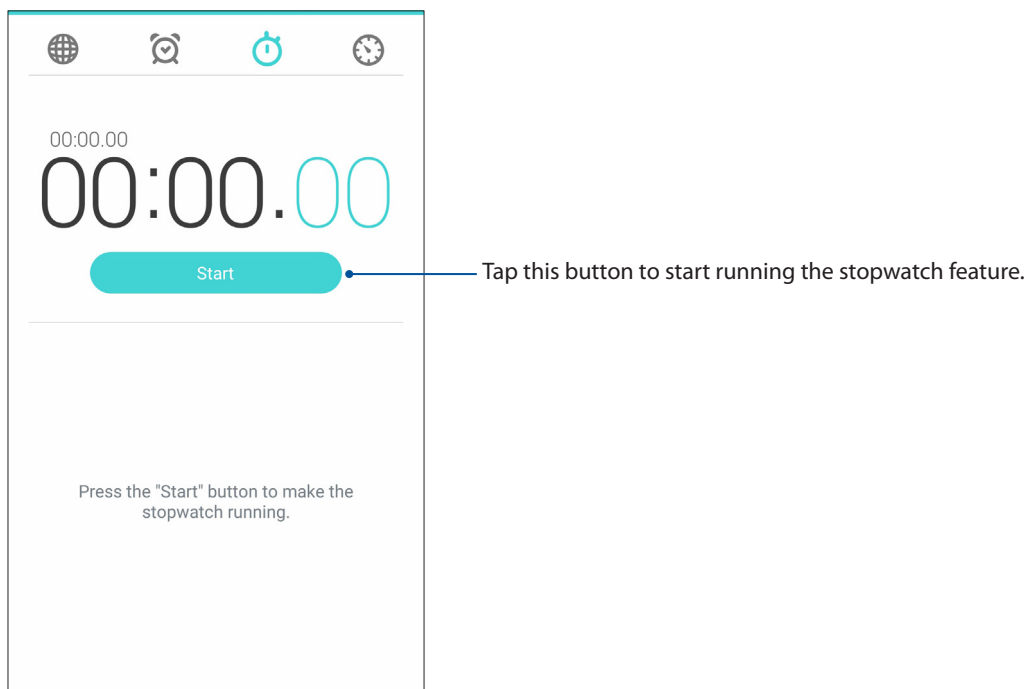 00:00.00
00:00.00
Start
Tap this button to start running the stopwatch feature.
Press the "Start" button to make the
stopwatch running.